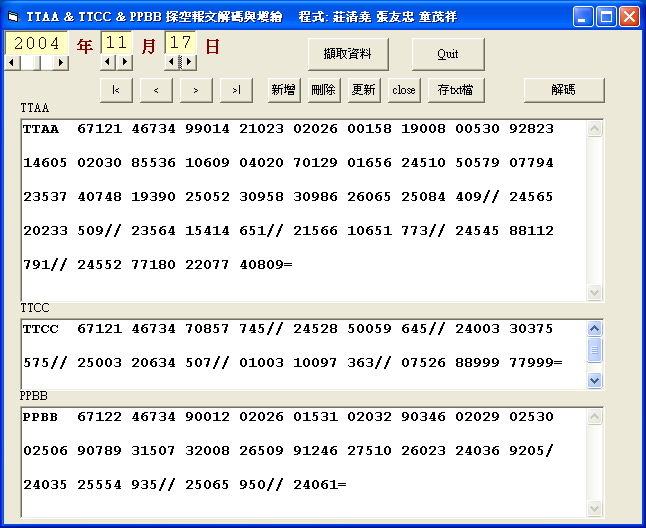 TTAA & TTCC & PPBB 探空報文解碼與填繪 程式: 莊清堯 張友忠 童茂祥
2004 年 11 月 17 日
擷取資料 Quit
|< < > >| 新增 刪除 更新 close 存txt檔 解碼
TTAA
TTAA 67121 46734 99014 21023 02026 00158 19008 00530 92823
14605 02030 85536 10609 04020 70129 01656 24510 50579 07794
23537 40748 19390 25052 30958 30986 26065 25084 409// 24565
20233 509// 23564 15414 651// 21566 10651 773// 24545 88112
791// 24552 77180 22077 40809=
TTCC
TTCC 67121 46734 70857 745// 24528 50059 645// 24003 30375
575// 25003 20634 507// 01003 10097 363// 07526 88999 77999=
PPBB
PPBB 67122 46734 90012 02026 01531 02032 90346 02029 02530
02506 90789 31507 32008 26509 91246 27510 26023 24036 9205/
24035 25554 935// 25065 950// 24061=